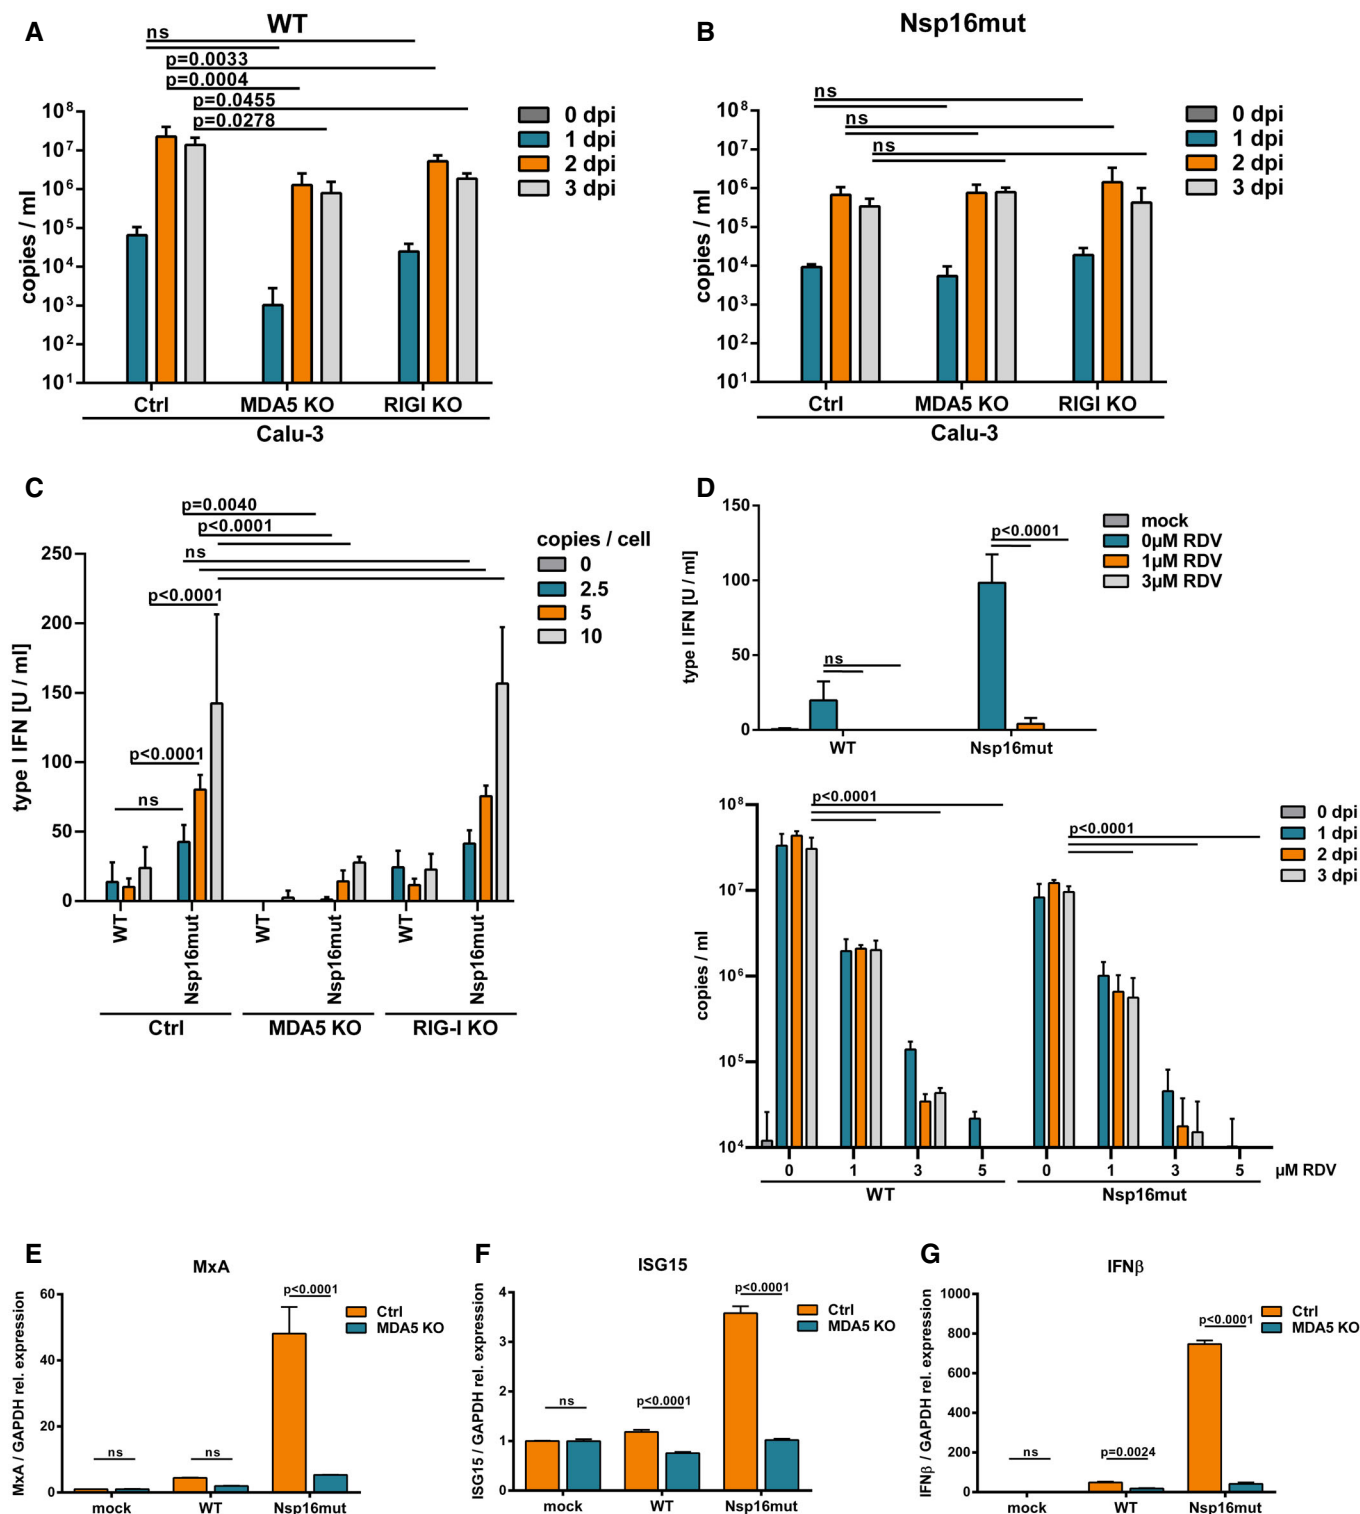 A
WT
ns
p=0.0033
p=0.0004
p=0.0455
p=0.0278
copies / ml
10⁸
10⁷
10⁶
10⁵
10⁴
10³
10²
10¹
0 dpi
1 dpi
2 dpi
3 dpi
Ctrl MDA5 KO RIGI KO
Calu-3
B
Nsp16mut
ns
ns
ns
copies / ml
10⁸
10⁷
10⁶
10⁵
10⁴
10³
10²
10¹
0 dpi
1 dpi
2 dpi
3 dpi
Ctrl MDA5 KO RIGI KO
Calu-3
C
p=0.0040
p<0.0001
ns
p<0.0001
p<0.0001
ns
type I IFN [U / ml]
250
200
150
100
50
0
copies / cell
0
2.5
5
10
WT Nsp16mut WT Nsp16mut WT Nsp16mut
Ctrl MDA5 KO RIG-I KO
D
type I IFN [U / ml]
150
100
50
0
ns
p<0.0001
mock
0µM RDV
1µM RDV
3µM RDV
WT Nsp16mut
copies / ml
10⁸
10⁷
10⁶
10⁵
10⁴
p<0.0001
p<0.0001
0 dpi
1 dpi
2 dpi
3 dpi
0 1 3 5 0 1 3 5 µM RDV
WT Nsp16mut
E
MxA
MxA / GAPDH rel. expression
60
40
20
0
ns
ns
p<0.0001
Ctrl
MDA5 KO
mock WT Nsp16mut
F
ISG15
ISG15 / GAPDH rel. expression
4
3
2
1
0
ns
p<0.0001
p<0.0001
Ctrl
MDA5 KO
mock WT Nsp16mut
G
IFNβ
IFNβ / GAPDH rel. expression
1000
800
600
400
200
0
ns
p=0.0024
p<0.0001
Ctrl
MDA5 KO
mock WT Nsp16mut